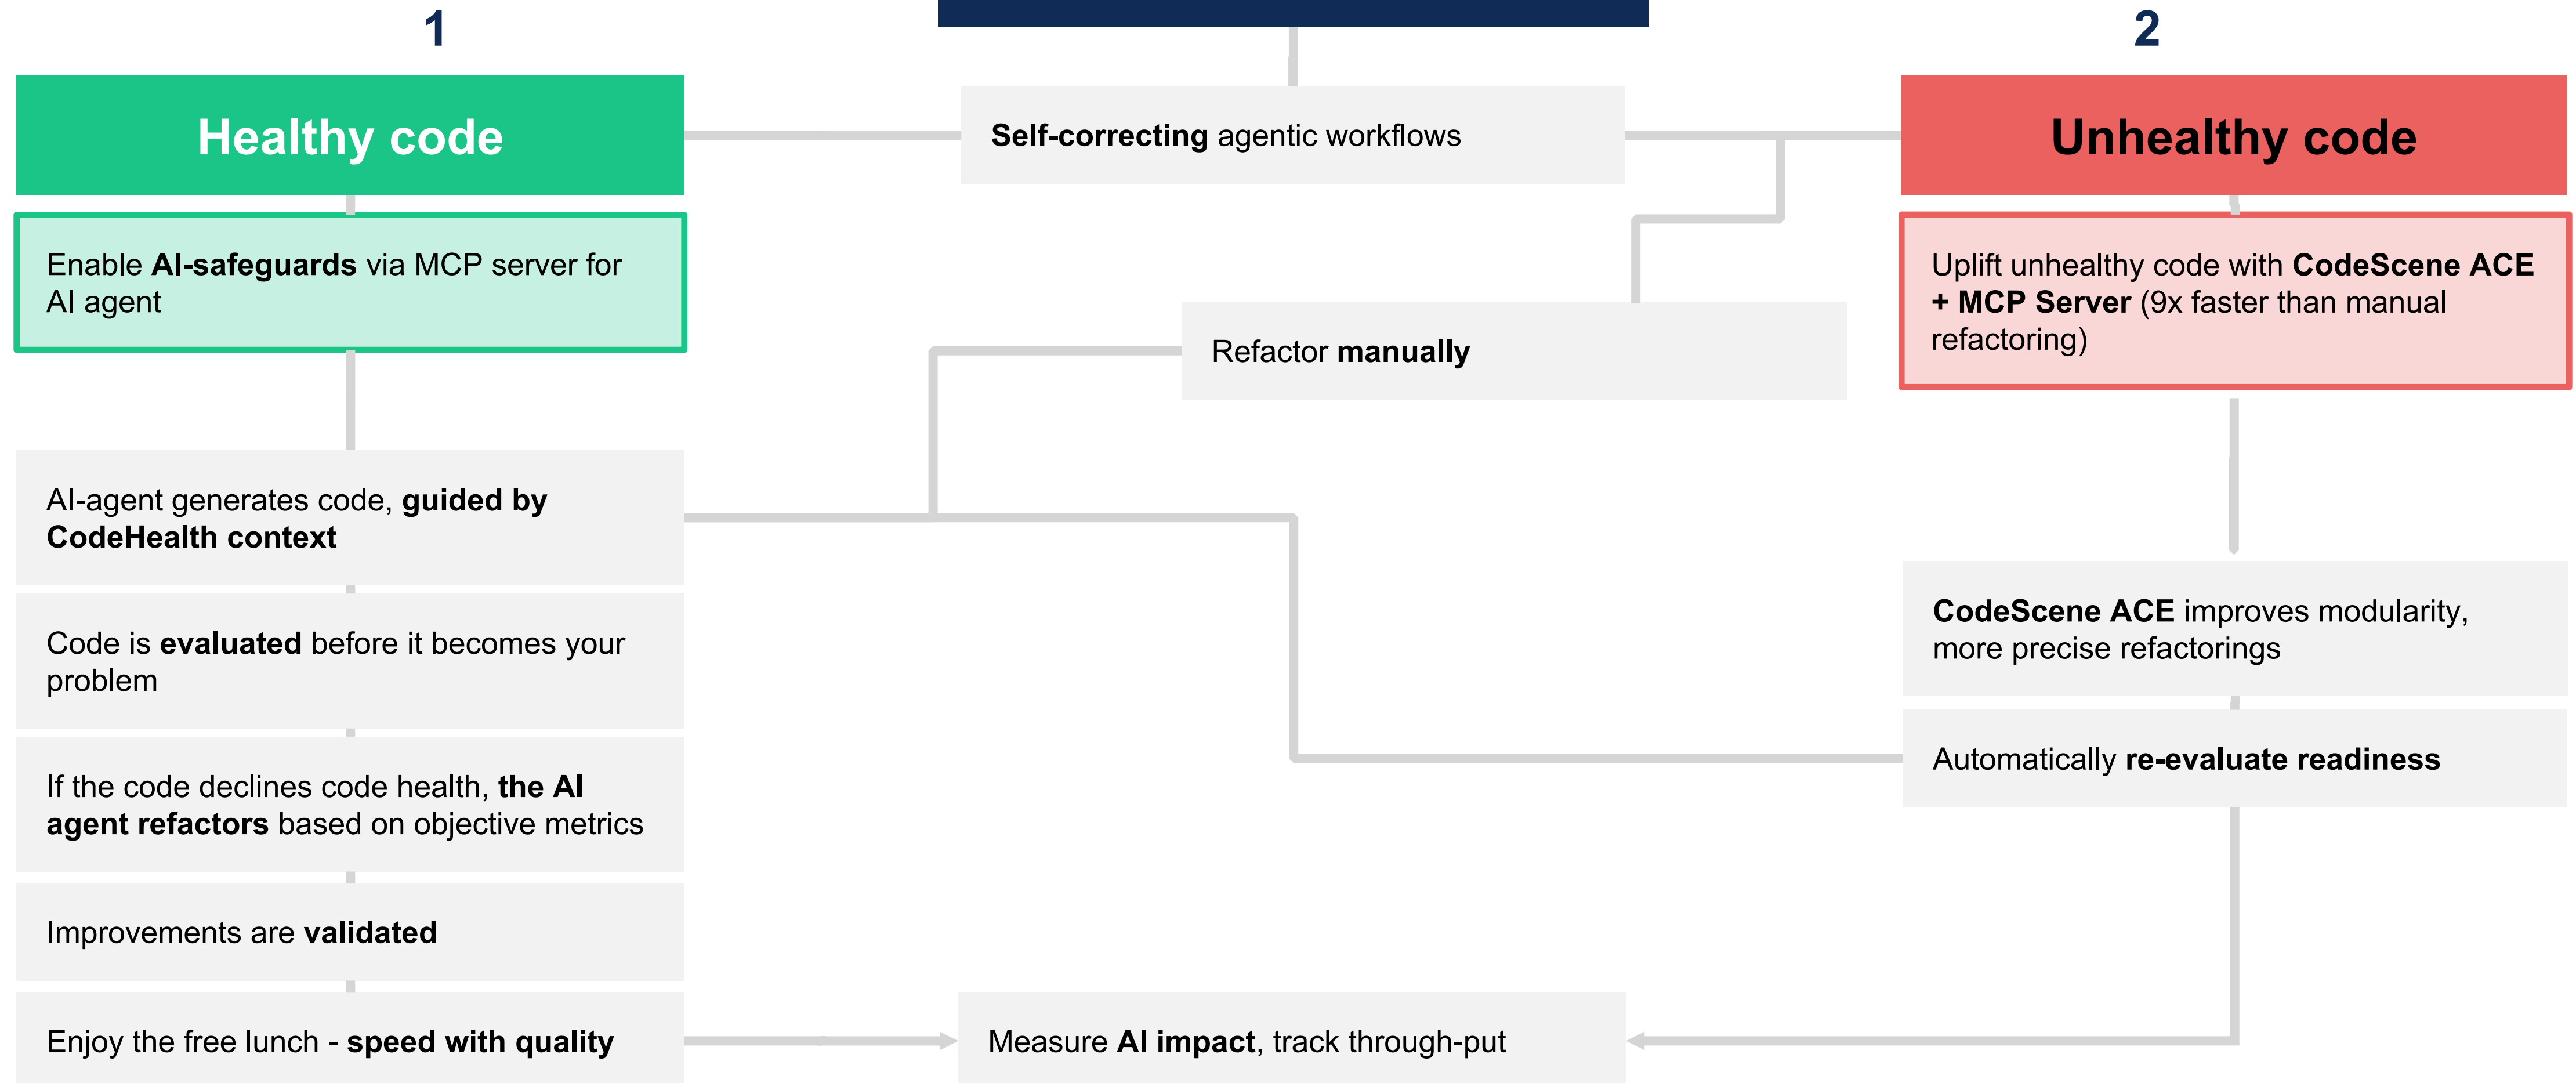 1
2
Healthy code
Self-correcting agentic workflows
Unhealthy code
Enable AI-safeguards via MCP server for
AI agent
Uplift unhealthy code with CodeScene ACE
+ MCP Server (9x faster than manual
refactoring)
Refactor manually
AI-agent generates code, guided by
CodeHealth context
Code is evaluated before it becomes your
problem
CodeScene ACE improves modularity,
more precise refactorings
Automatically re-evaluate readiness
If the code declines code health, the AI
agent refactors based on objective metrics
Improvements are validated
Enjoy the free lunch - speed with quality
Measure AI impact, track through-put